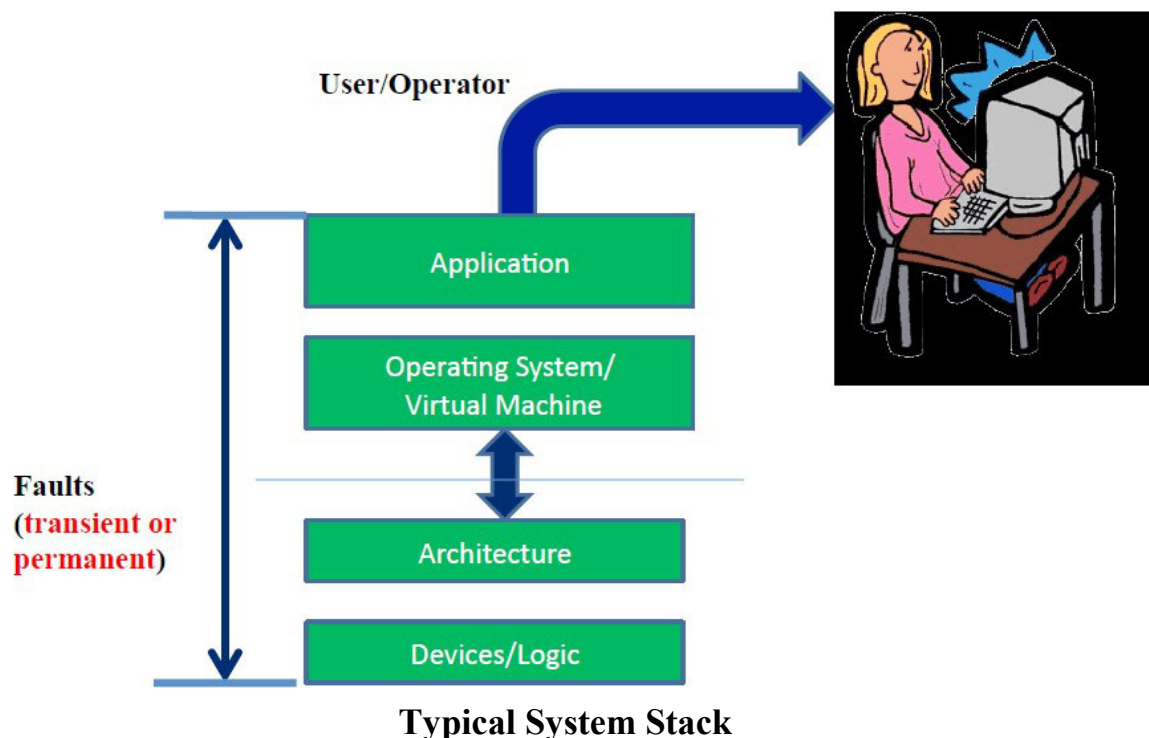 User/Operator
Application
Operating System/
Virtual Machine
Faults
(transient or
permanent)
Architecture
Devices/Logic
Typical System Stack